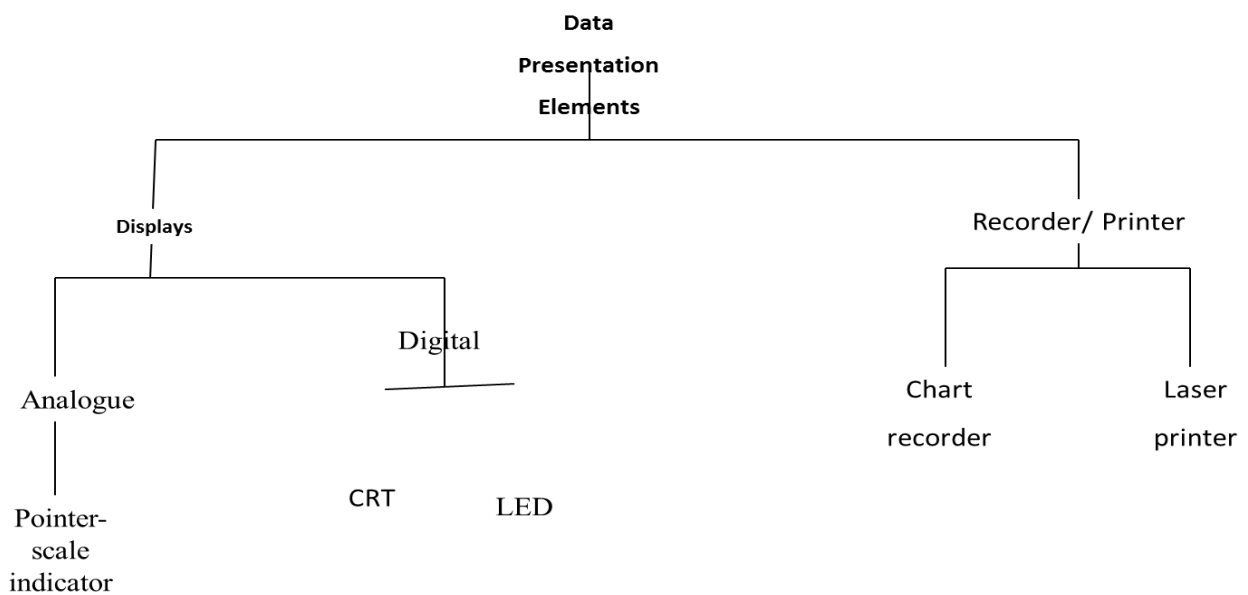 Data
Presentation
Elements
Displays
Recorder/ Printer
Digital
Analogue
Chart
recorder
Laser
printer
CRT
LED
Pointer-
scale
indicator